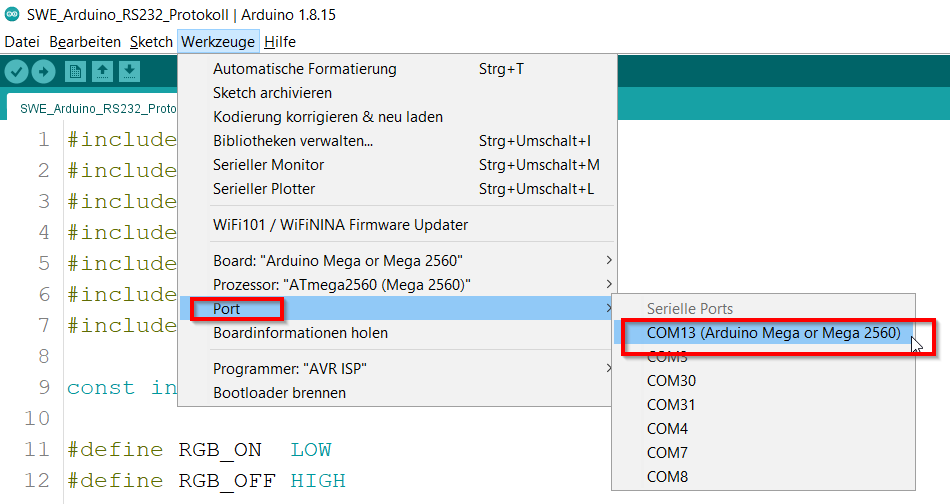 SWE_Arduino_RS232_Protokoll | Arduino 1.8.15
Datei Bearbeiten Sketch Werkzeuge Hilfe
SWE_Arduino_RS232_Proto
Automatische Formatierung Strg+T
Sketch archivieren
Kodierung korrigieren & neu laden
Bibliotheken verwalten... Strg+Umschalt+I
Serieller Monitor Strg+Umschalt+M
Serieller Plotter Strg+Umschalt+L
WiFi101 / WiFiNINA Firmware Updater
Board: "Arduino Mega or Mega 2560"
Prozessor: "ATmega2560 (Mega 2560)"
Port
Boardinformationen holen
Programmer: "AVR ISP"
Bootloader brennen
Serielle Ports
COM13 (Arduino Mega or Mega 2560)
COM30
COM31
COM4
COM7
COM8
1 #include
2 #include
3 #include
4 #include
5 #include
6 #include
7 #include
8
9 const in
10
11 #define RGB_ON LOW
12 #define RGB_OFF HIGH